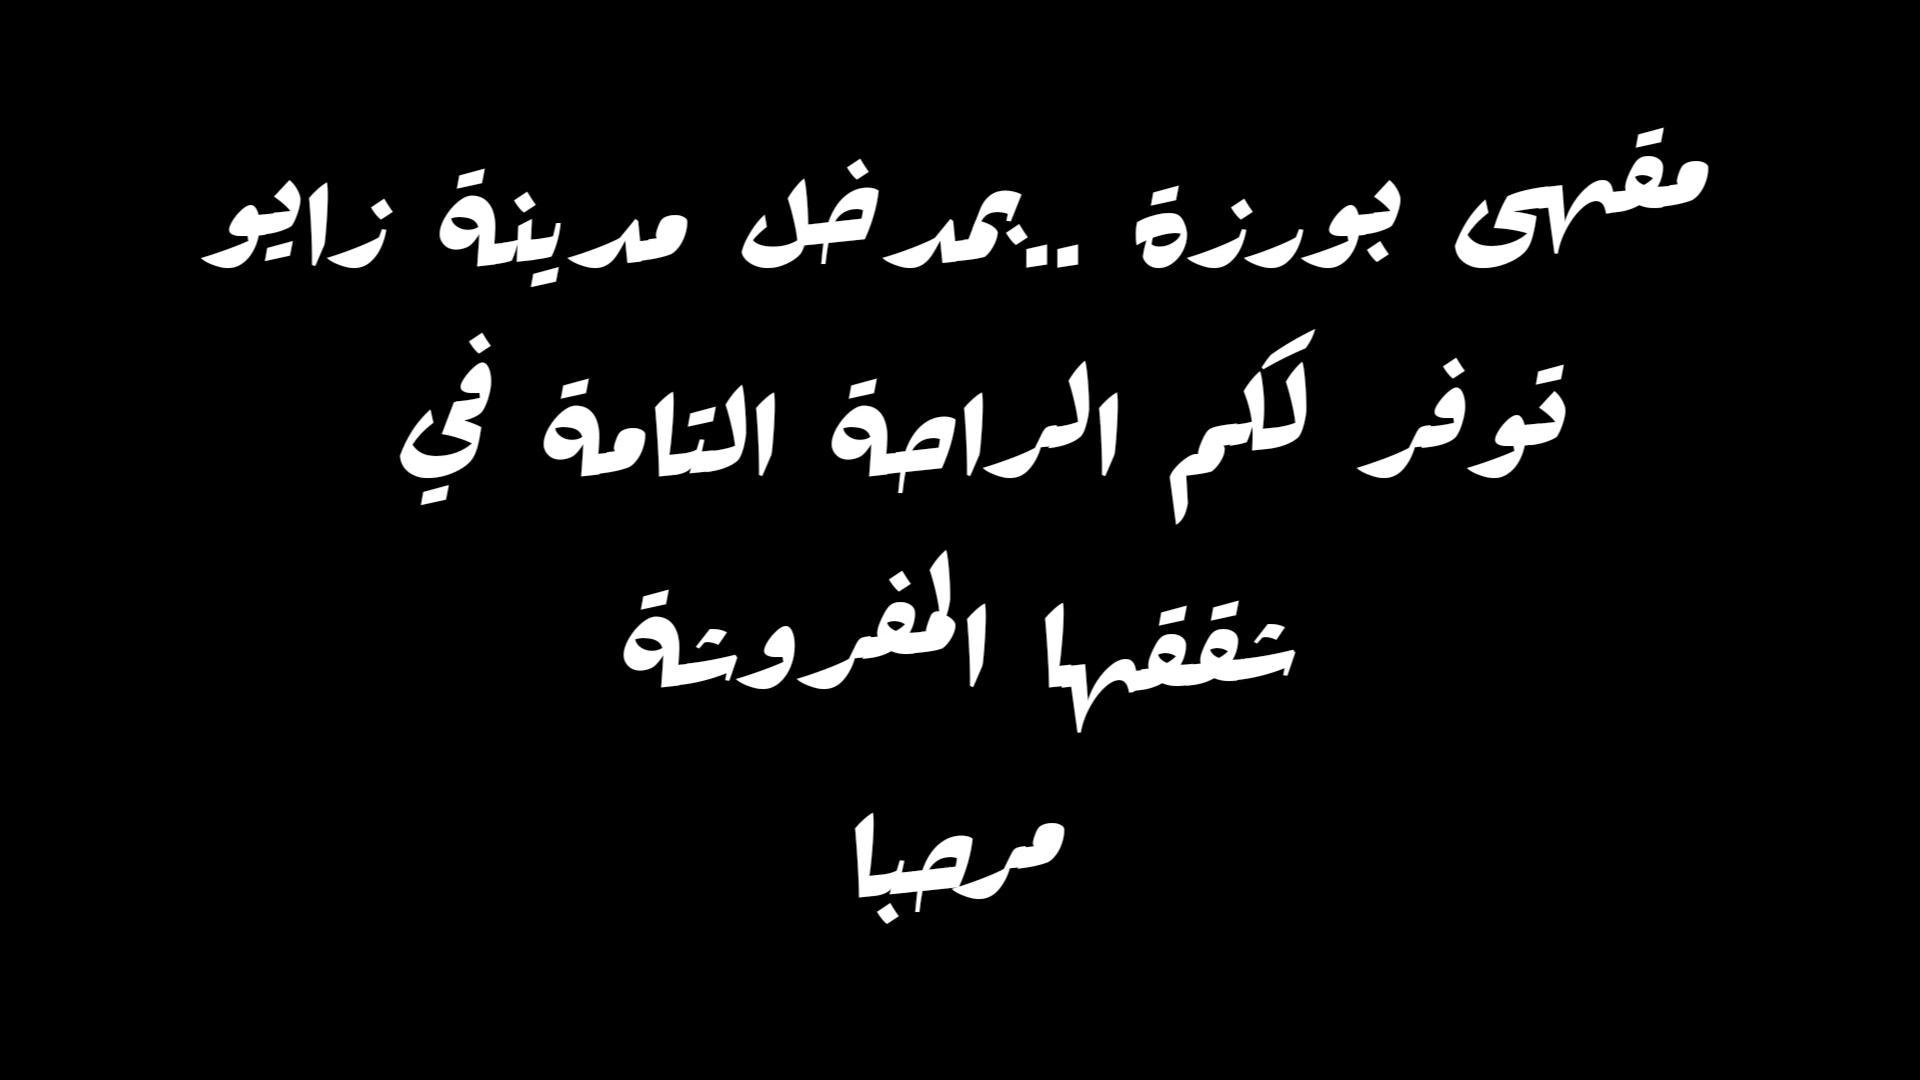 مقهى بورزة ..بمدخل مدينة زايو
توفر لكم الراحة التامة في
شققها المفروشة
مرحبا